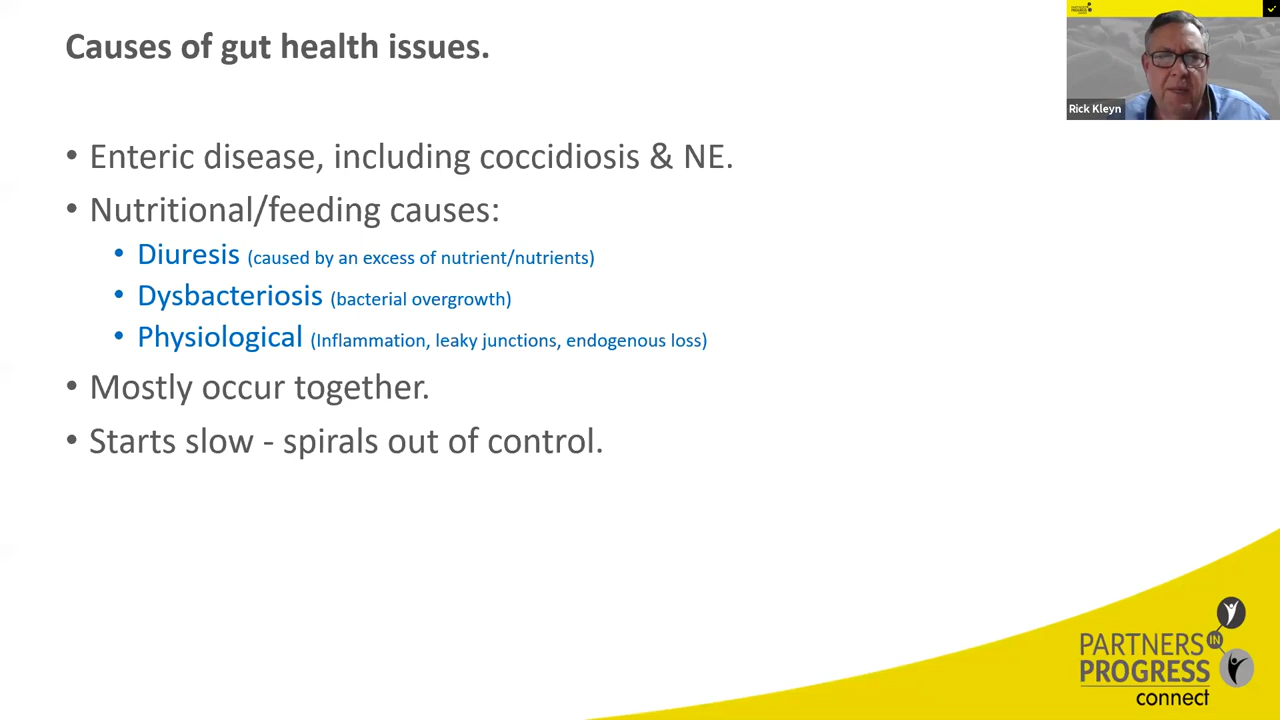 Causes of gut health issues.
Rick Kleyn
• Enteric disease, including coccidiosis & NE.
• Nutritional/feeding causes:
• Diuresis (caused by an excess of nutrient/nutrients)
• Dysbacteriosis (bacterial overgrowth)
• Physiological (Inflammation, leaky junctions, endogenous loss)
• Mostly occur together.
• Starts slow - spirals out of control.
PARTNERS IN
PROGRESS
connect